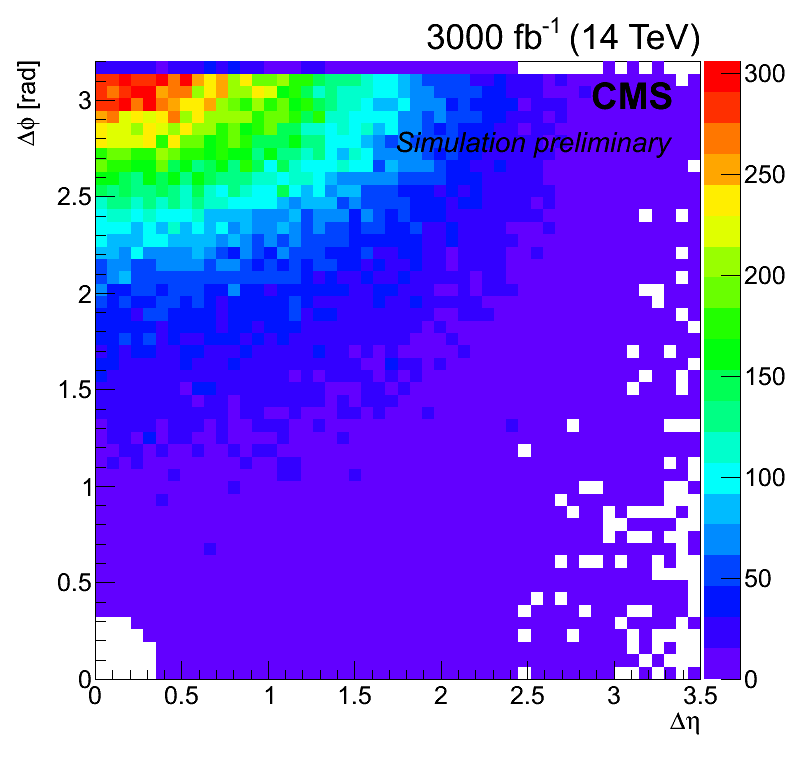 3000 fb-1 (14 TeV)
Δφ [rad]
CMS
Simulation preliminary
3
2.5
2
1.5
1
0.5
0
300
250
200
150
100
50
0
0 0.5 1 1.5 2 2.5 3 3.5
Δη